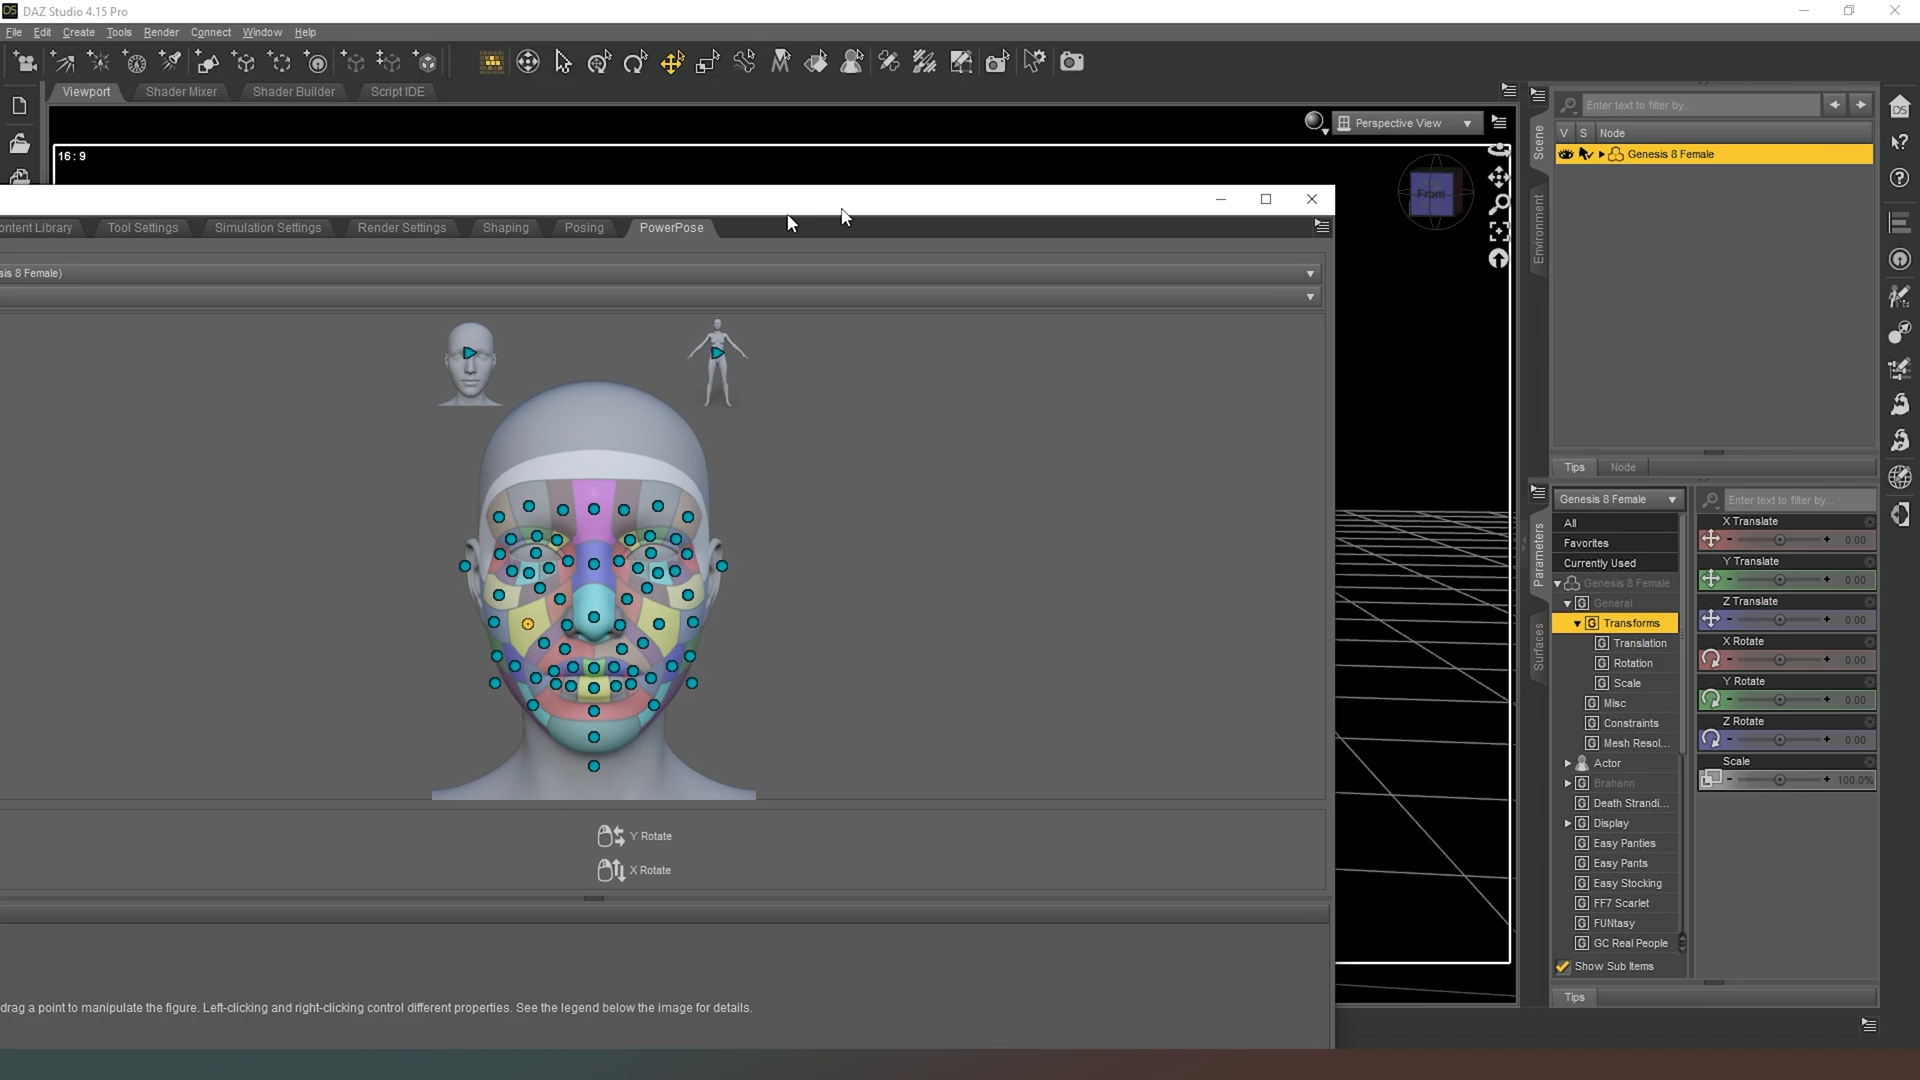 DAZ Studio 4.15 Pro
File Edit Create Tools Render Connect Window Help
Viewport Shader Mixer Shader Builder Script IDE
Perspective View
16 : 9
Front
ontent Library Tool Settings Simulation Settings Render Settings Shaping Posing PowerPose
sis 8 Female)
Y Rotate
X Rotate
drag a point to manipulate the figure. Left-clicking and right-clicking control different properties. See the legend below the image for details.
Scene
Environment
Enter text to filter by...
V S Node
Genesis 8 Female
Tips Node
Parameters
Surfaces
Genesis 8 Female
Enter text to filter by...
All
Favorites
Currently Used
Genesis 8 Female
General
Transforms
Translation
Rotation
Scale
Misc
Constraints
Mesh Resol...
Actor
Brahann
Death Strandi...
Display
Easy Panties
Easy Pants
Easy Stocking
FF7 Scarlet
FUNtasy
GC Real People
Show Sub Items
X Translate
0.00
Y Translate
0.00
Z Translate
0.00
X Rotate
0.00
Y Rotate
0.00
Z Rotate
0.00
Scale
100.0%
Tips